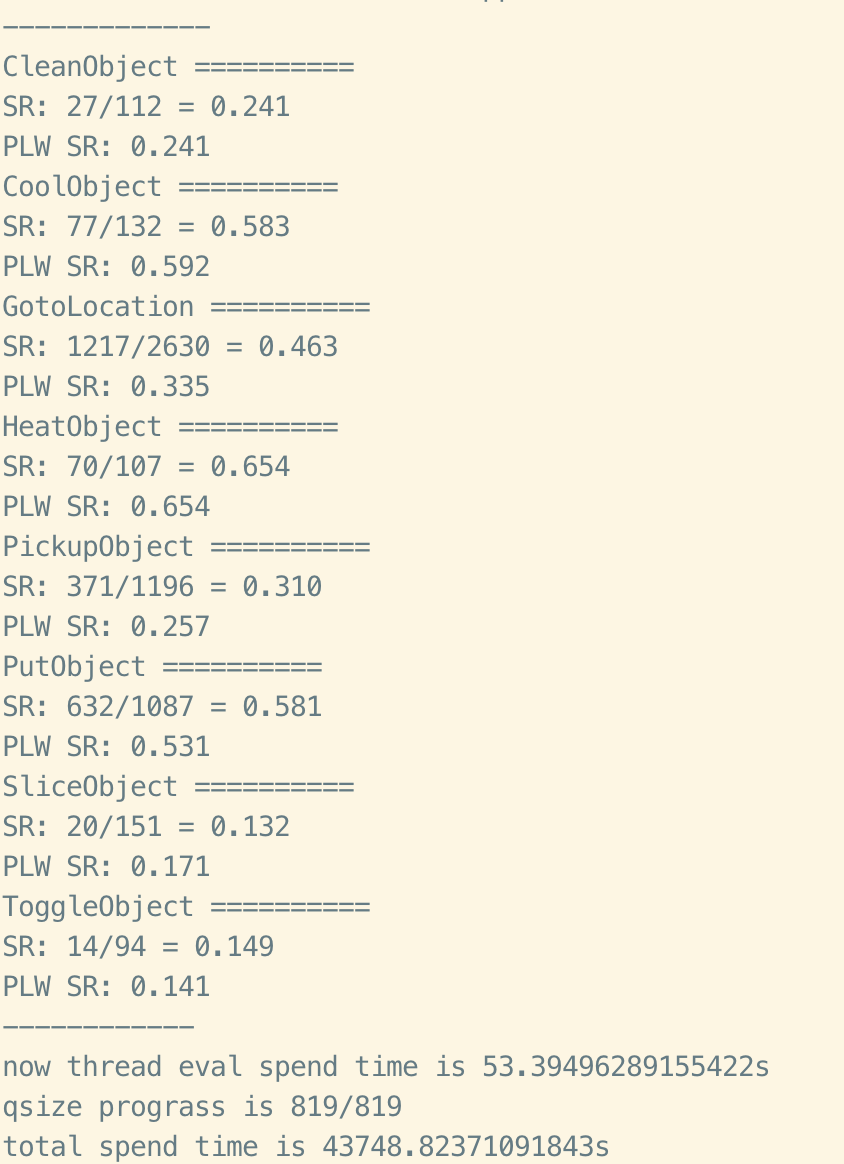 -------------
CleanObject ==========
SR: 27/112 = 0.241
PLW SR: 0.241
CoolObject ==========
SR: 77/132 = 0.583
PLW SR: 0.592
GotoLocation ==========
SR: 1217/2630 = 0.463
PLW SR: 0.335
HeatObject ==========
SR: 70/107 = 0.654
PLW SR: 0.654
PickupObject ==========
SR: 371/1196 = 0.310
PLW SR: 0.257
PutObject ==========
SR: 632/1087 = 0.581
PLW SR: 0.531
SliceObject ==========
SR: 20/151 = 0.132
PLW SR: 0.171
ToggleObject ==========
SR: 14/94 = 0.149
PLW SR: 0.141
------------
now thread eval spend time is 53.39496289155422s
qsize prograss is 819/819
total spend time is 43748.82371091843s